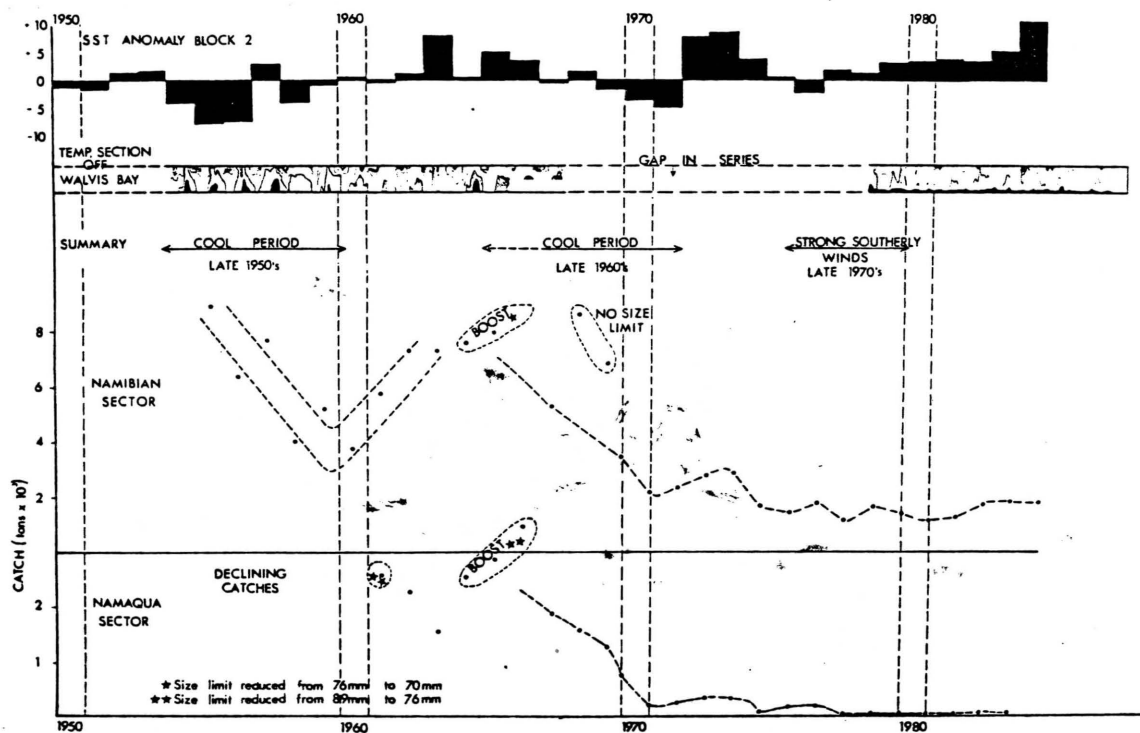 1950 1960 1970 1980
+10
+5
0
-5
-10
SST ANOMALY BLOCK 2
TEMP. SECTION
OFF
WALVIS BAY
GAP IN SERIES
SUMMARY
COOL PERIOD
LATE 1950's
COOL PERIOD
LATE 1960's
STRONG SOUTHERLY
WINDS
LATE 1970's
BOOST ★
NO SIZE
LIMIT
NAMIBIAN
SECTOR
8
6
4
2
CATCH (tons x 10³)
BOOST ★★
DECLINING
CATCHES
★★
NAMAQUA
SECTOR
2
1
★ Size limit reduced from 76mm to 70mm
★★ Size limit reduced from 89mm to 76mm
1950 1960 1970 1980